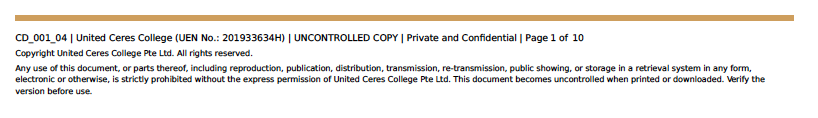 CD_001_04 | United Ceres College (UEN No.: 201933634H) | UNCONTROLLED COPY | Private and Confidential | Page 1 of 10
Copyright United Ceres College Pte Ltd. All rights reserved.
Any use of this document, or parts thereof, including reproduction, publication, distribution, transmission, re-transmission, public showing, or storage in a retrieval system in any form,
electronic or otherwise, is strictly prohibited without the express permission of United Ceres College Pte Ltd. This document becomes uncontrolled when printed or downloaded. Verify the
version before use.